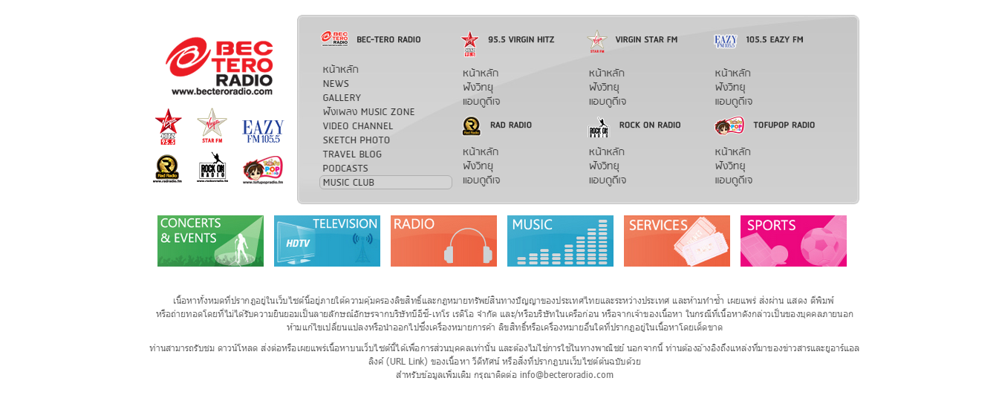 BEC
TERO
RADIO
www.becteroradio.com
Virgin
HITZ
95.5
Virgin
STAR FM
EAZY
FM 105.5
Rad Radio
www.radradio.fm
ROCK ON
RADIO
www.rockonradio.fm
POP
www.tofupopradio.fm
BEC-TERO RADIO
หน้าหลัก
NEWS
GALLERY
ฟังเพลง MUSIC ZONE
VIDEO CHANNEL
SKETCH PHOTO
TRAVEL BLOG
PODCASTS
MUSIC CLUB
95.5 VIRGIN HITZ
หน้าหลัก
ฟังวิทยุ
แอบดูดีเจ
VIRGIN STAR FM
หน้าหลัก
ฟังวิทยุ
แอบดูดีเจ
105.5 EAZY FM
หน้าหลัก
ฟังวิทยุ
แอบดูดีเจ
RAD RADIO
หน้าหลัก
ฟังวิทยุ
แอบดูดีเจ
ROCK ON RADIO
หน้าหลัก
ฟังวิทยุ
แอบดูดีเจ
TOFUPOP RADIO
หน้าหลัก
ฟังวิทยุ
แอบดูดีเจ
CONCERTS
& EVENTS
TELEVISION
HDTV
RADIO
MUSIC
SERVICES
SPORTS
เนื้อหาทั้งหมดที่ปรากฏอยู่ในเว็บไซต์นี้อยู่ภายใต้ความคุ้มครองลิขสิทธิ์และกฎหมายทรัพย์สินทางปัญญาของประเทศไทยและระหว่างประเทศ และห้ามทำซ้ำ เผยแพร่ ส่งผ่าน แสดง ตีพิมพ์
หรือถ่ายทอดโดยที่ไม่ได้รับความยินยอมเป็นลายลักษณ์อักษรจากบริษัทบีอีซี-เทโร เรดิโอ จำกัด และ/หรือบริษัทในเครือก่อน หรือจากเจ้าของเนื้อหา ในกรณีที่เนื้อหาดังกล่าวเป็นของบุคคลภายนอก
ห้ามแก้ไขเปลี่ยนแปลงหรือนำออกไปซึ่งเครื่องหมายการค้า ลิขสิทธิ์หรือเครื่องหมายอื่นใดที่ปรากฏอยู่ในเนื้อหาโดยเด็ดขาด
ท่านสามารถรับชม ดาวน์โหลด ส่งต่อหรือเผยแพร่เนื้อหาบนเว็บไซต์นี้ได้เพื่อการส่วนบุคคลเท่านั้น และต้องไม่ใช่การใช้ในทางพาณิชย์ นอกจากนี้ ท่านต้องอ้างอิงถึงแหล่งที่มาของข่าวสารและยูอาร์แอล
ลิงค์ (URL Link) ของเนื้อหา วีดีทัศน์ หรือสิ่งที่ปรากฏบนเว็บไซต์ต้นฉบับด้วย
สำหรับข้อมูลเพิ่มเติม กรุณาติดต่อ info@becteroradio.com